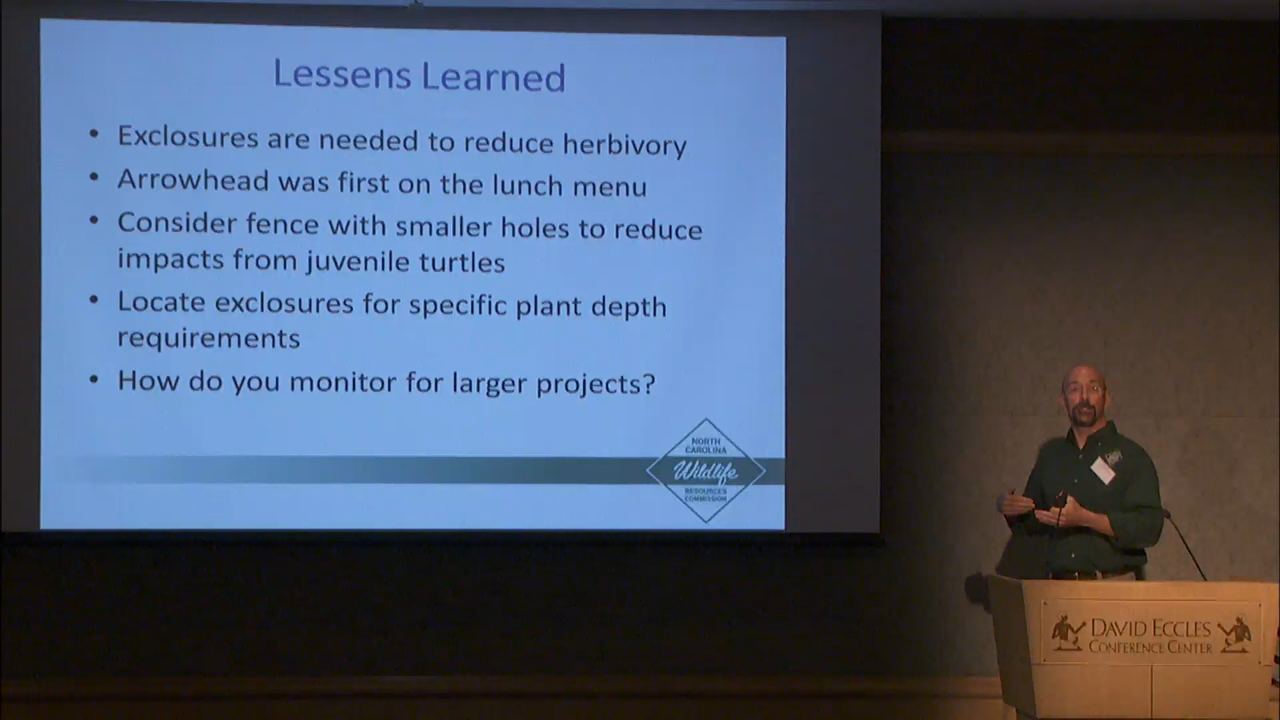 Lessens Learned
• Exclosures are needed to reduce herbivory
• Arrowhead was first on the lunch menu
• Consider fence with smaller holes to reduce
impacts from juvenile turtles
• Locate exclosures for specific plant depth
requirements
• How do you monitor for larger projects?
NORTH
CAROLINA
Wildlife
RESOURCES
COMMISSION
DAVID ECCLES
CONFERENCE CENTER